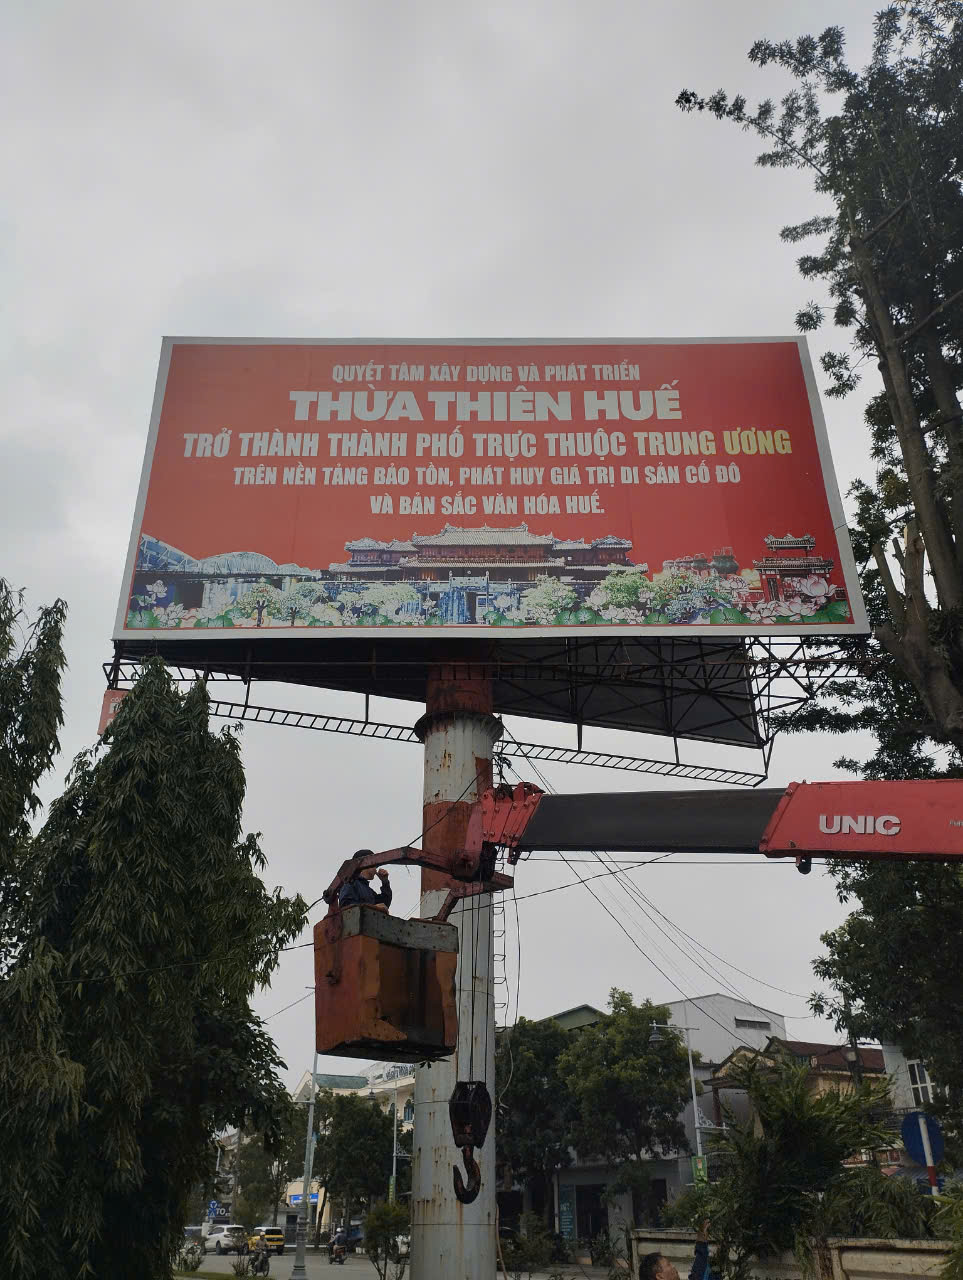 QUYẾT TÂM XÂY DỰNG VÀ PHÁT TRIỂN
THỪA THIÊN HUẾ
TRỞ THÀNH THÀNH PHỐ TRỰC THUỘC TRUNG ƯƠNG
TRÊN NỀN TẢNG BẢO TỒN, PHÁT HUY GIÁ TRỊ DI SẢN CỐ ĐÔ
VÀ BẢN SẮC VĂN HÓA HUẾ.
UNIC